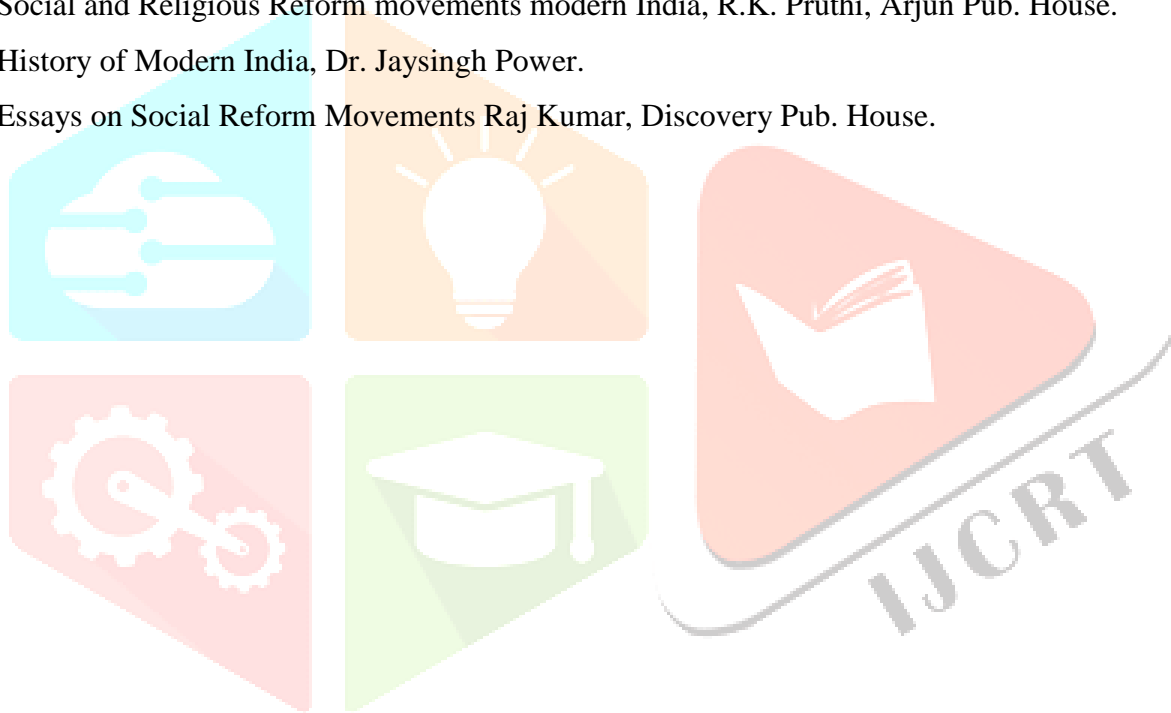 Social and Religious Reform movements modern India, R.K. Pruthi, Arjun Pub. House.
History of Modern India, Dr. Jaysingh Power.
Essays on Social Reform Movements Raj Kumar, Discovery Pub. House.
IJCRT